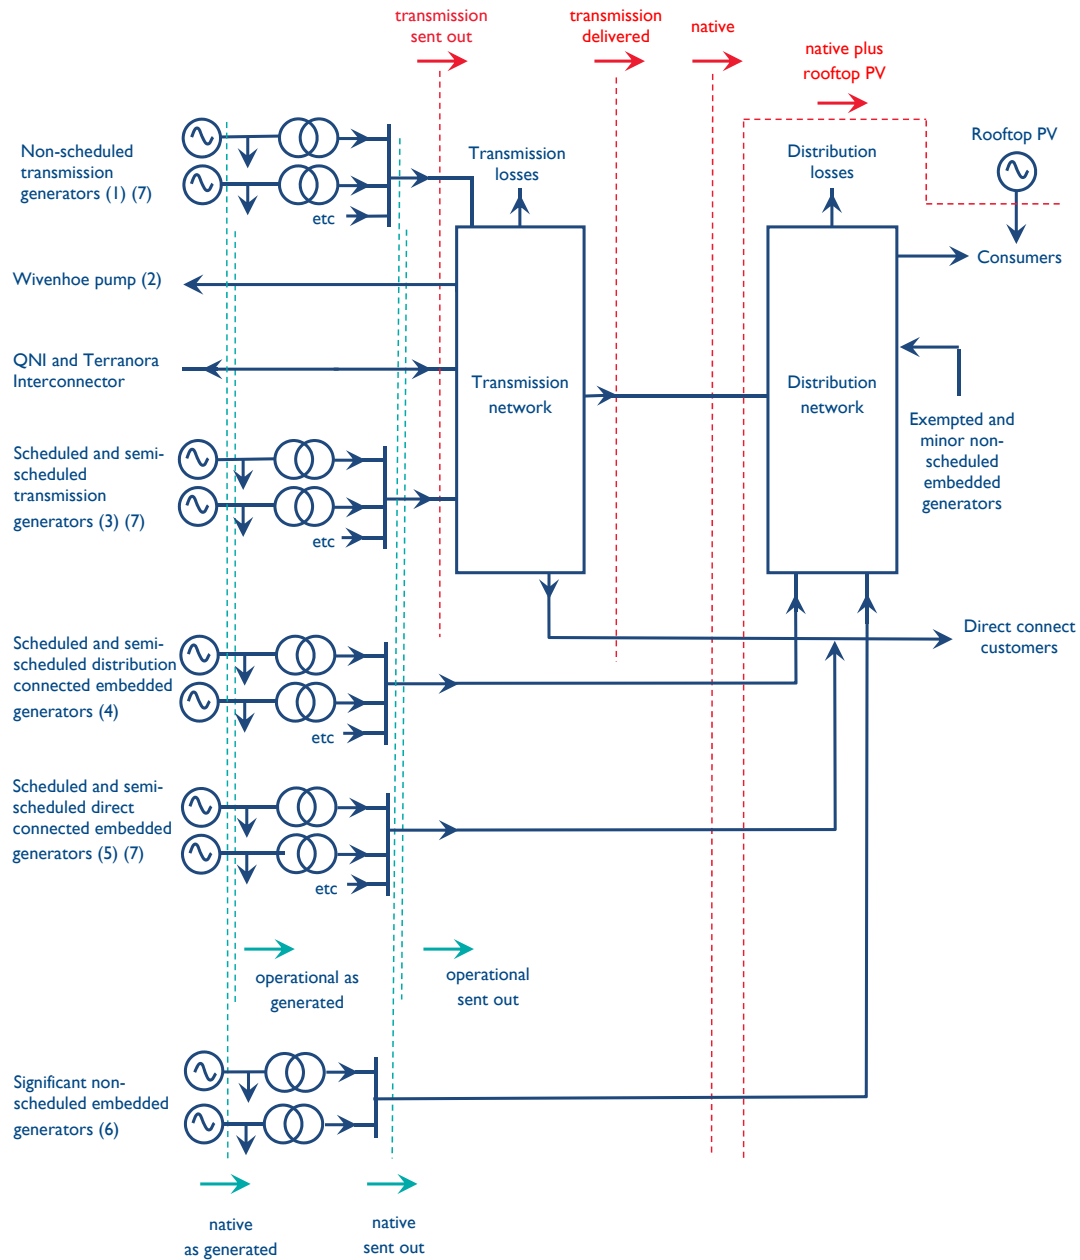 transmission
sent out
transmission
delivered
native
native plus
rooftop PV
Rooftop PV
Non-scheduled
transmission
generators (1) (7)
etc
Transmission
losses
Distribution
losses
Consumers
Wivenhoe pump (2)
QNI and Terranora
Interconnector
Transmission
network
Distribution
network
Exempted and
minor non-
scheduled
embedded
generators
Scheduled and semi-
scheduled
transmission
generators (3) (7)
etc
Direct connect
customers
Scheduled and semi-
scheduled distribution
connected embedded
generators (4)
etc
Scheduled and semi-
scheduled direct
connected embedded
generators (5) (7)
etc
operational as
generated
operational
sent out
Significant non-
scheduled embedded
generators (6)
native
as generated
native
sent out